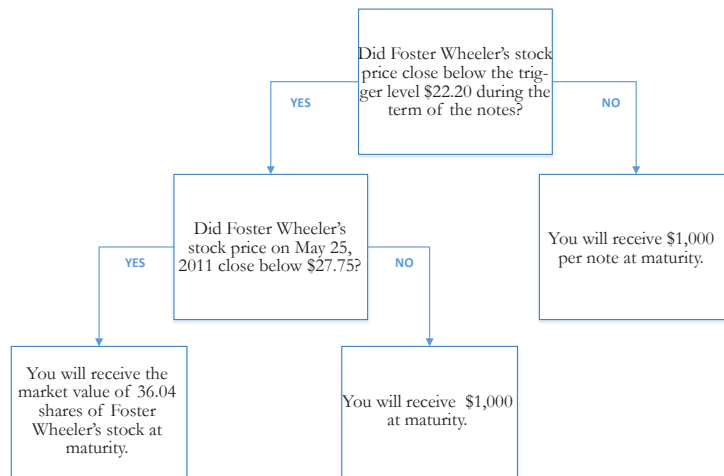 Did Foster Wheeler's stock
price close below the trig-
ger level $22.20 during the
term of the notes?
YES
NO
Did Foster Wheeler's
stock price on May 25,
2011 close below $27.75?
You will receive $1,000
per note at maturity.
YES
NO
You will receive the
market value of 36.04
shares of Foster
Wheeler's stock at
maturity.
You will receive $1,000
at maturity.